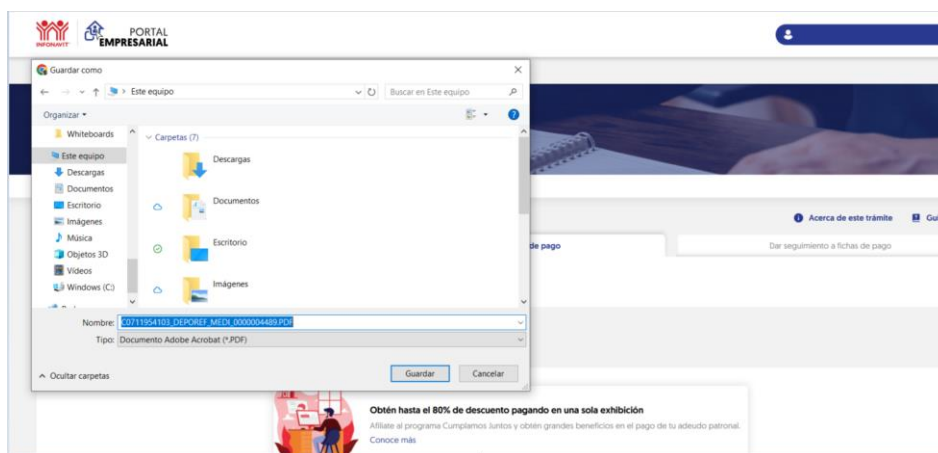 INFONAVIT
PORTAL
EMPRESARIAL
Guardar como
Este equipo
Buscar en Este equipo
Organizar
Whiteboards
Este equipo
Descargas
Documentos
Escritorio
Imágenes
Música
Objetos 3D
Vídeos
Windows (C:)
Carpetas (7)
Descargas
Documentos
Escritorio
Imágenes
Nombre: C0711954103_DEPOREF_MEDI_0000004489.PDF
Tipo: Documento Adobe Acrobat (*.PDF)
Ocultar carpetas
Guardar
Cancelar
Acerca de este trámite
Guí
de pago
Dar seguimiento a fichas de pago
Obtén hasta el 80% de descuento pagando en una sola exhibición
Afíliate al programa Cumplamos Juntos y obtén grandes beneficios en el pago de tu adeudo patronal.
Conoce más